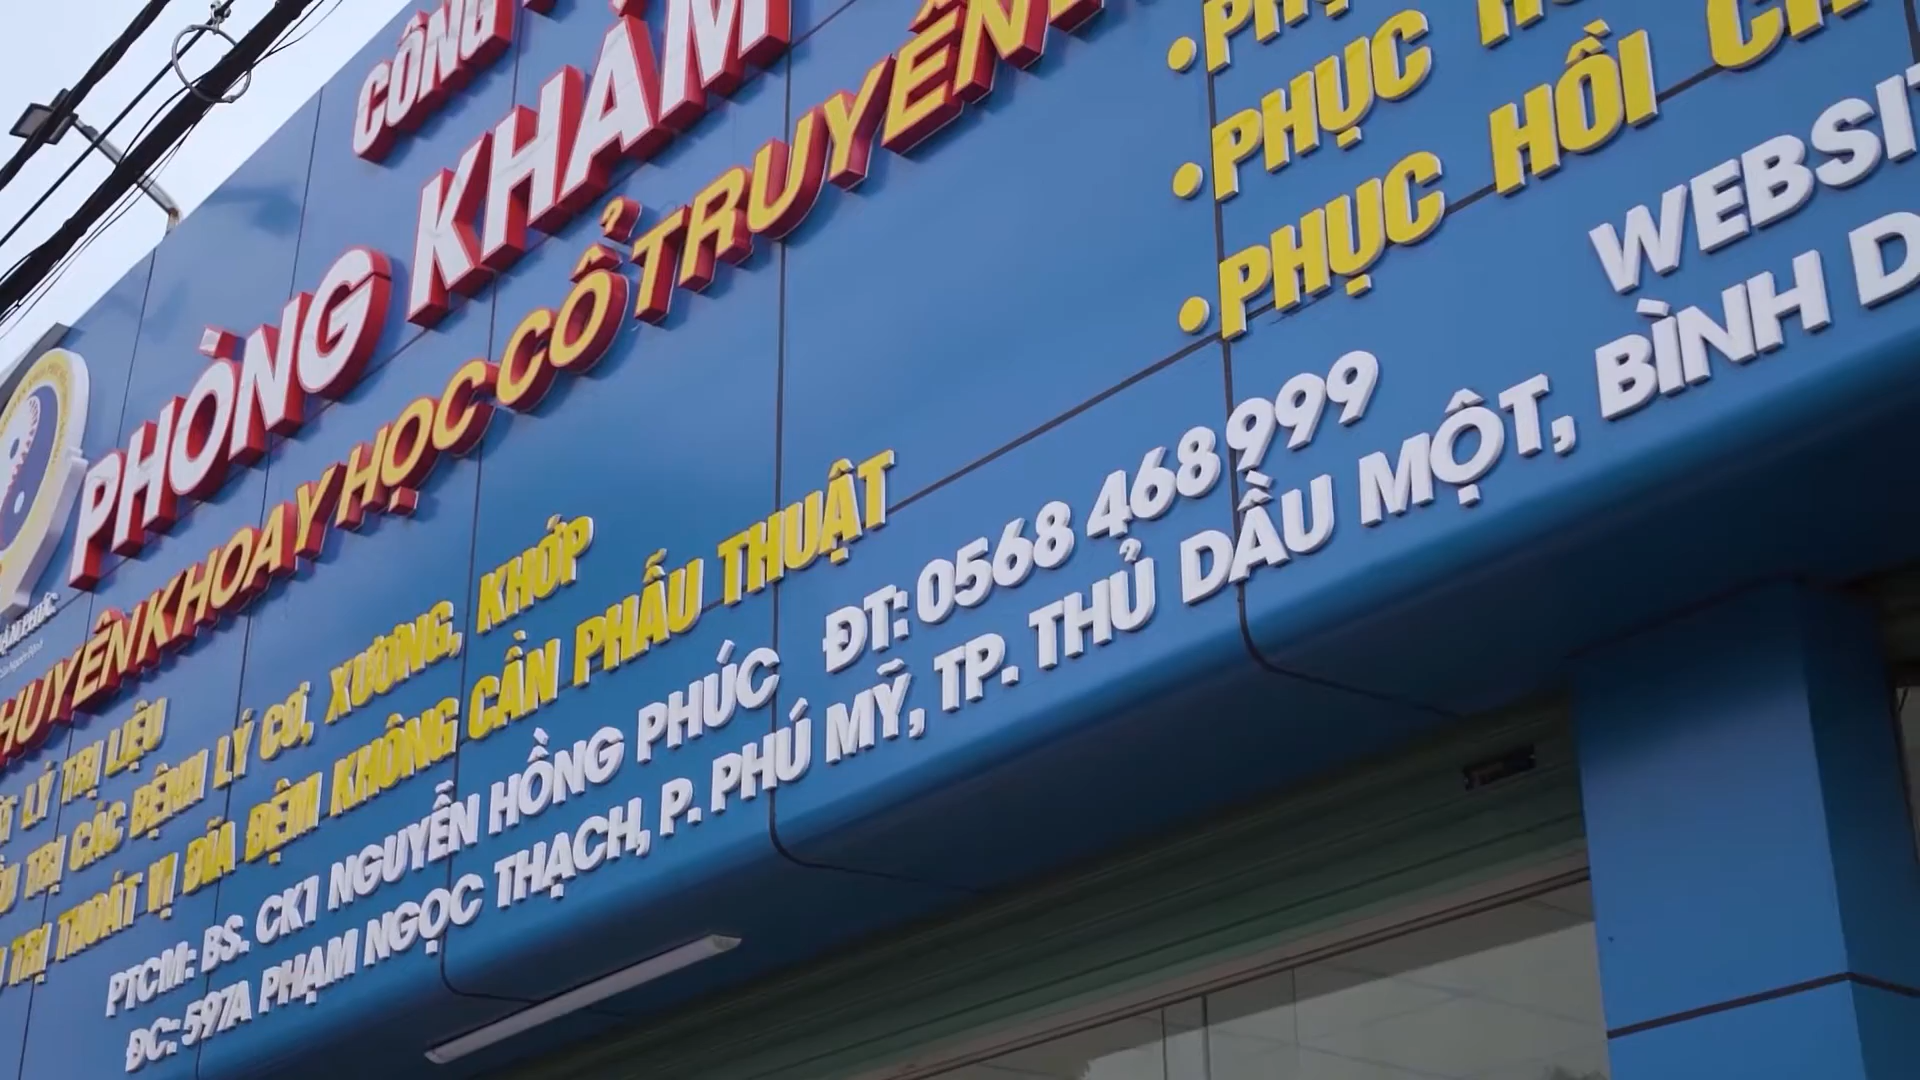 CÔNG
PHÒNG KHÁM
CHUYÊN KHOA Y HỌC CỔ TRUYỀN
LÝ TRỊ LIỆU
TRỊ CÁC BỆNH LÝ CƠ, XƯƠNG, KHỚP
TRỊ THOÁT VỊ ĐĨA ĐỆM KHÔNG CẦN PHẪU THUẬT
• PHỤC
• PHỤC HỒI
PTCM: BS. CK1 NGUYỄN HỒNG PHÚC ĐT: 0568 468 999
WEBSIT
ĐC: 597A PHẠM NGỌC THẠCH, P. PHÚ MỸ, TP. THỦ DẦU MỘT, BÌNH D